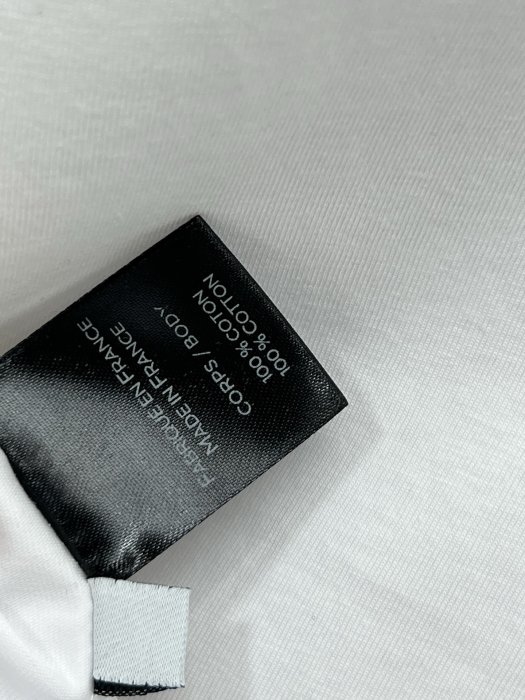 FABRIQUE EN FRANCE
MADE IN FRANCE
CORPS / BODY
100 % COTON
100 % COTTON